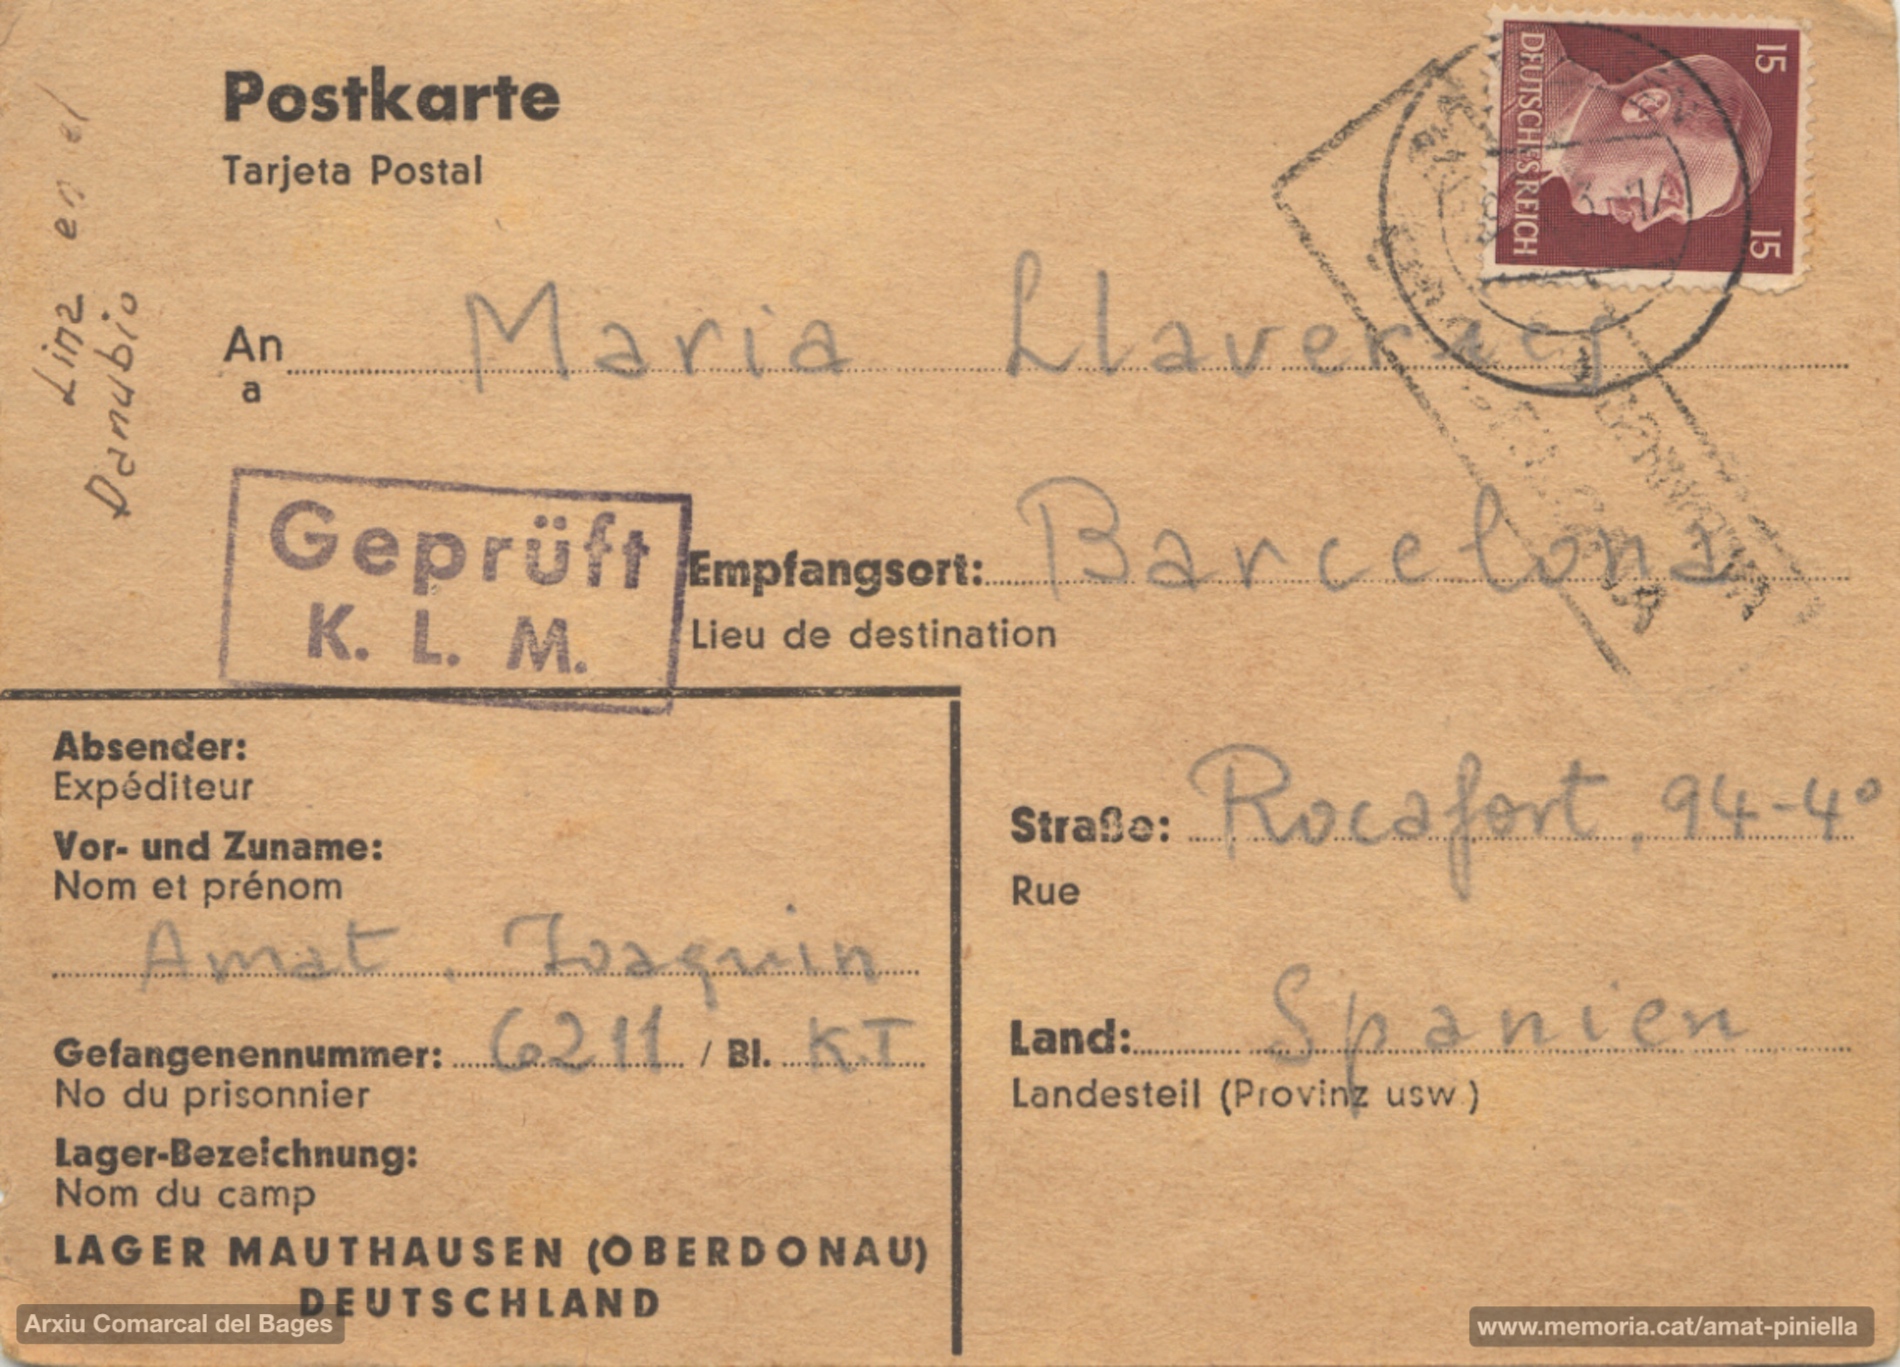 Postkarte
Tarjeta Postal
DEUTSCHES REICH
15
15
Linz en el
Danubio
An Maria Llaveries
a
Geprüft
K. L. M.
Empfangsort: Barcelona
Lieu de destination
Absender:
Expéditeur
Vor- und Zuname:
Nom et prénom
Amat, Joaquin
Gefangenennummer: 6211 / Bl. K.T
No du prisonnier
Lager-Bezeichnung:
Nom du camp
LAGER MAUTHAUSEN (OBERDONAU)
DEUTSCHLAND
Straße: Rocafort, 94-4º
Rue
Land: Spanien
Landesteil (Provinz usw.)
Arxiu Comarcal del Bages
www.memoria.cat/amat-piniella